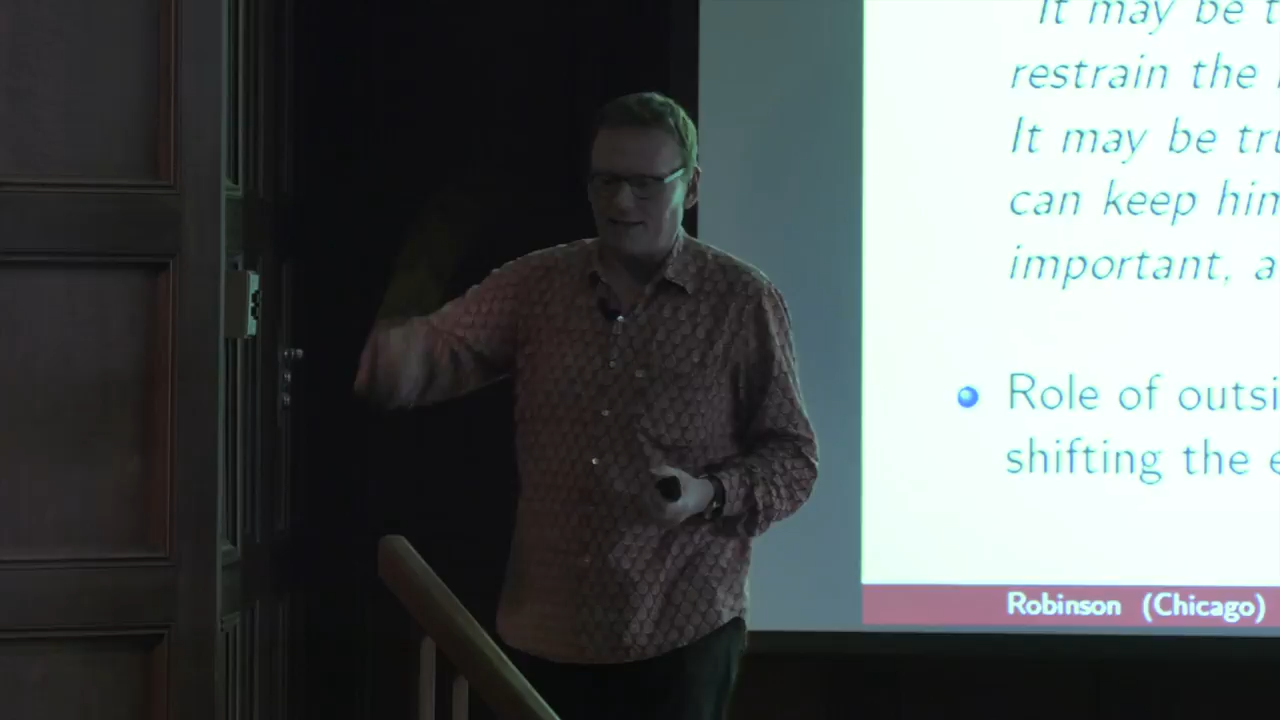 It may be t
restrain the
It may be tru
can keep him
important, a
Role of outsi
shifting the e
Robinson (Chicago)